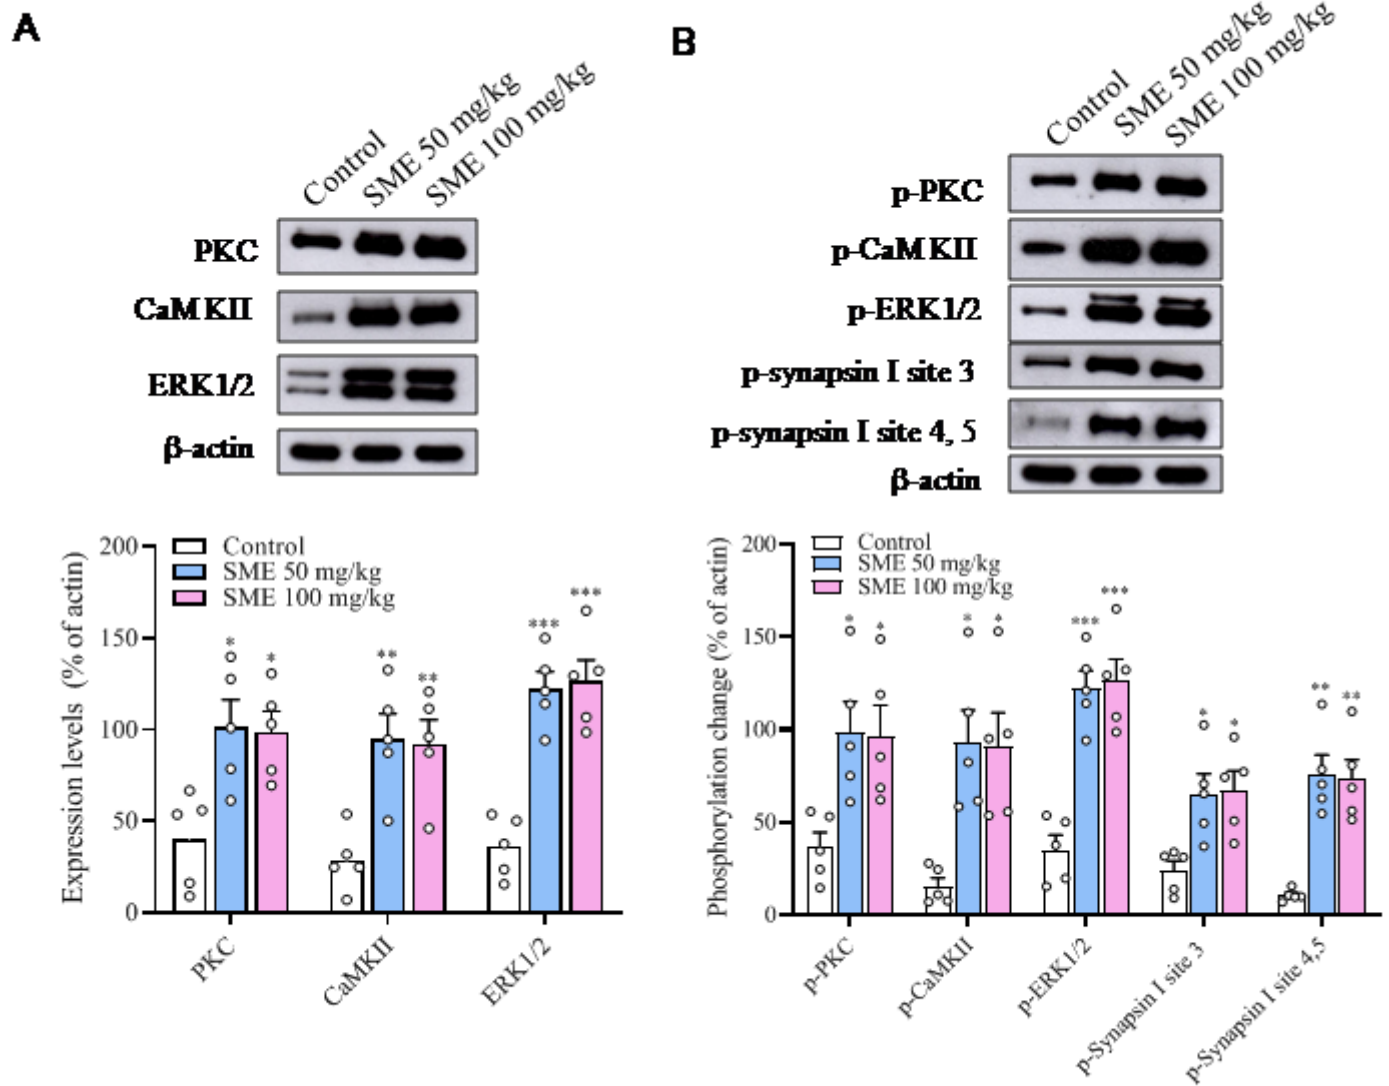 A
Control
SME 50 mg/kg
SME 100 mg/kg
PKC
CaMKII
ERK1/2
β-actin
200
150
100
50
0
Expression levels (% of actin)
Control
SME 50 mg/kg
SME 100 mg/kg
*
*
**
**
***
***
PKC
CaMKII
ERK1/2
B
Control
SME 50 mg/kg
SME 100 mg/kg
p-PKC
p-CaMKII
p-ERK1/2
p-synapsin I site 3
p-synapsin I site 4, 5
β-actin
200
150
100
50
0
Phosphorylation change (% of actin)
Control
SME 50 mg/kg
SME 100 mg/kg
*
*
*
*
***
***
*
*
**
**
p-PKC
p-CaMKII
p-ERK1/2
p-Synapsin I site 3
p-Synapsin I site 4,5